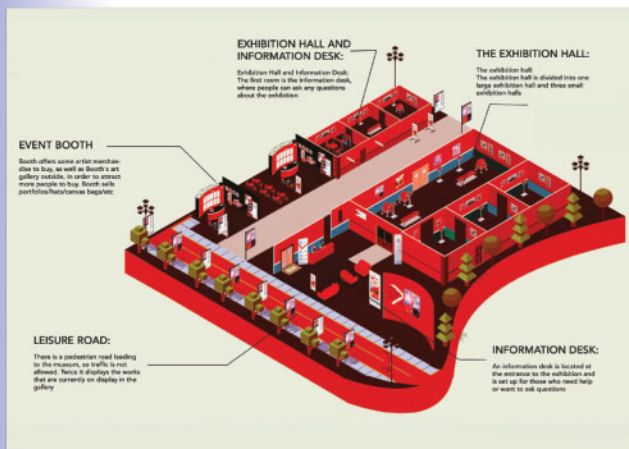 EXHIBITION HALL AND
INFORMATION DESK:
Exhibition Hall and Information Desk:
The first room is the information desk,
where people can ask any questions
about the exhibition
THE EXHIBITION HALL:
The exhibition hall:
The exhibition hall is divided into one
large exhibition hall and three small
exhibition halls
EVENT BOOTH
Booth offers some artist merchan-
dise to buy, as well as Booth's art
gallery outside, in order to attract
more people to buy. Booth sells
portfolios/hats/canvas bags/etc
LEISURE ROAD:
There is a pedestrian road leading
to the museum, so traffic is not
allowed. Twice it displays the works
that are currently on display in the
gallery
INFORMATION DESK:
An information desk is located at
the entrance to the exhibition and
is set up for those who need help
or want to ask questions